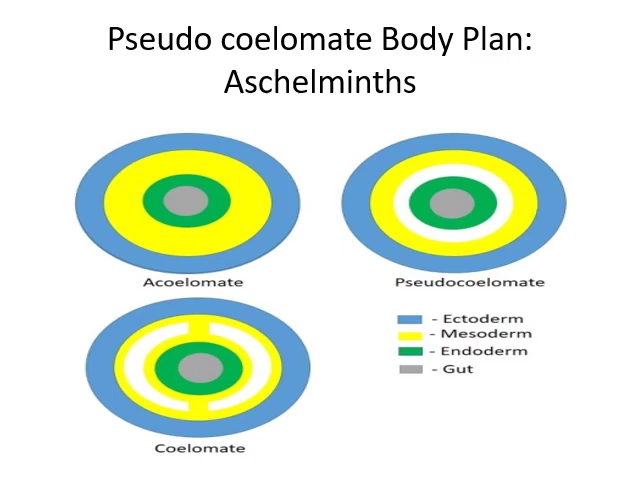 Pseudo coelomate Body Plan:
Aschelminths
Acoelomate
Pseudocoelomate
- Ectoderm
- Mesoderm
- Endoderm
- Gut
Coelomate